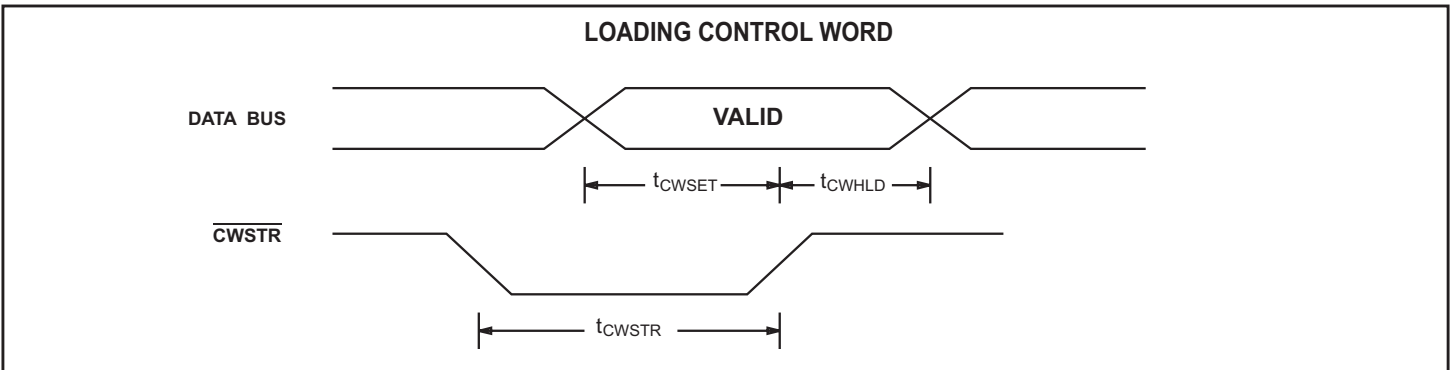 LOADING CONTROL WORD
DATA BUS
VALID
tCWSET
tCWHLD
CWSTR
tCWSTR